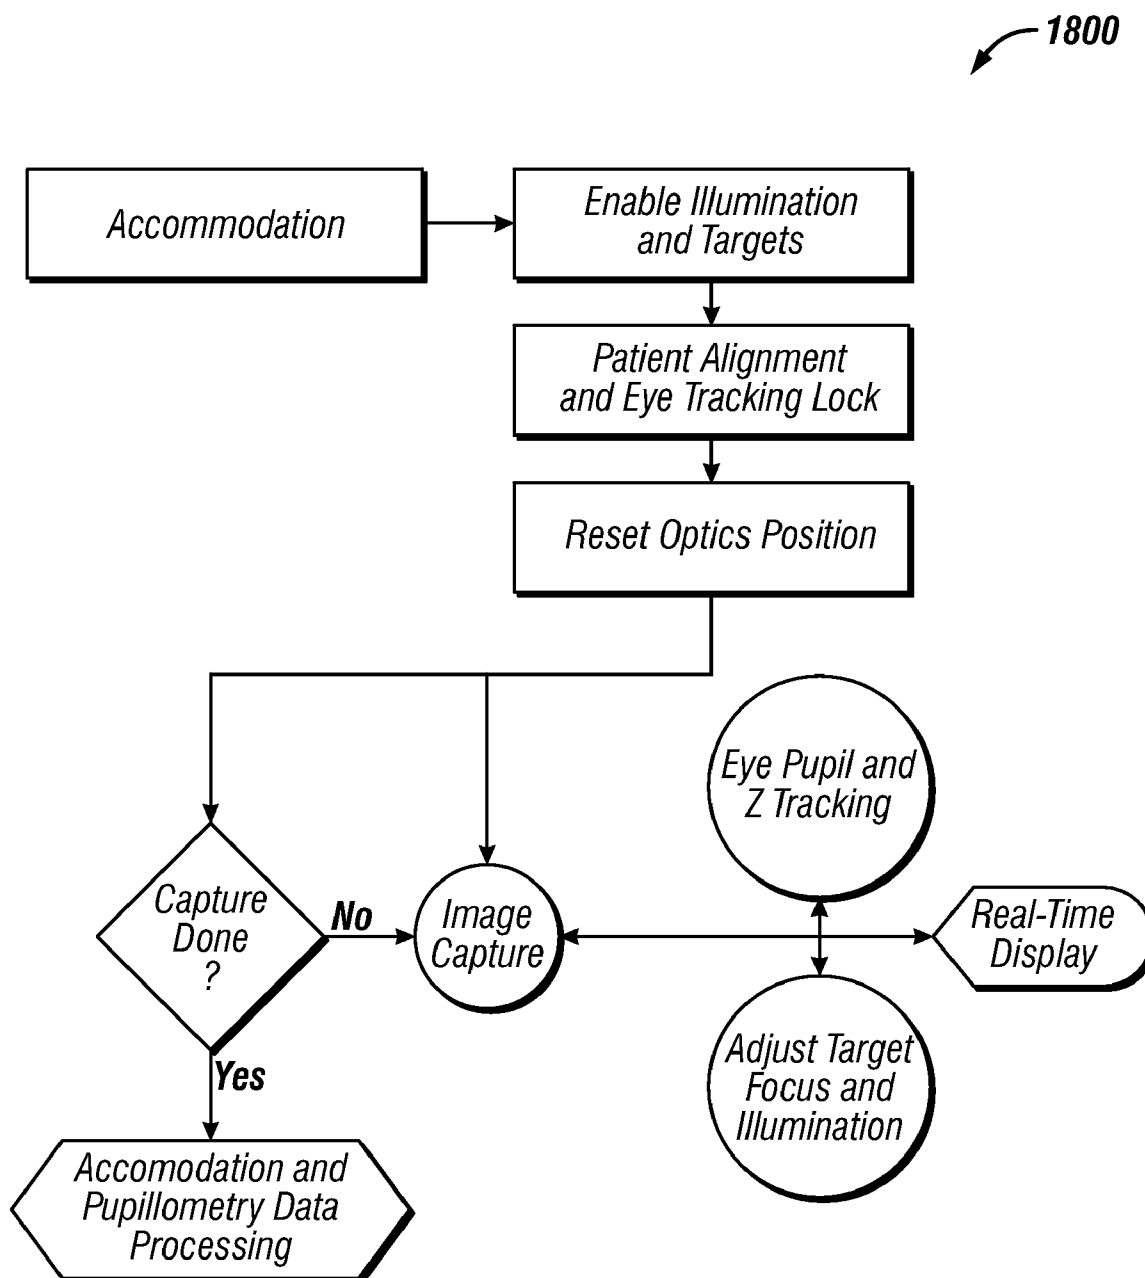 1800
Accommodation
Enable Illumination
and Targets
Patient Alignment
and Eye Tracking Lock
Reset Optics Position
Eye Pupil and
Z Tracking
Capture
Done
?
No
Image
Capture
Real-Time
Display
Yes
Adjust Target
Focus and
Illumination
Accomodation and
Pupillometry Data
Processing